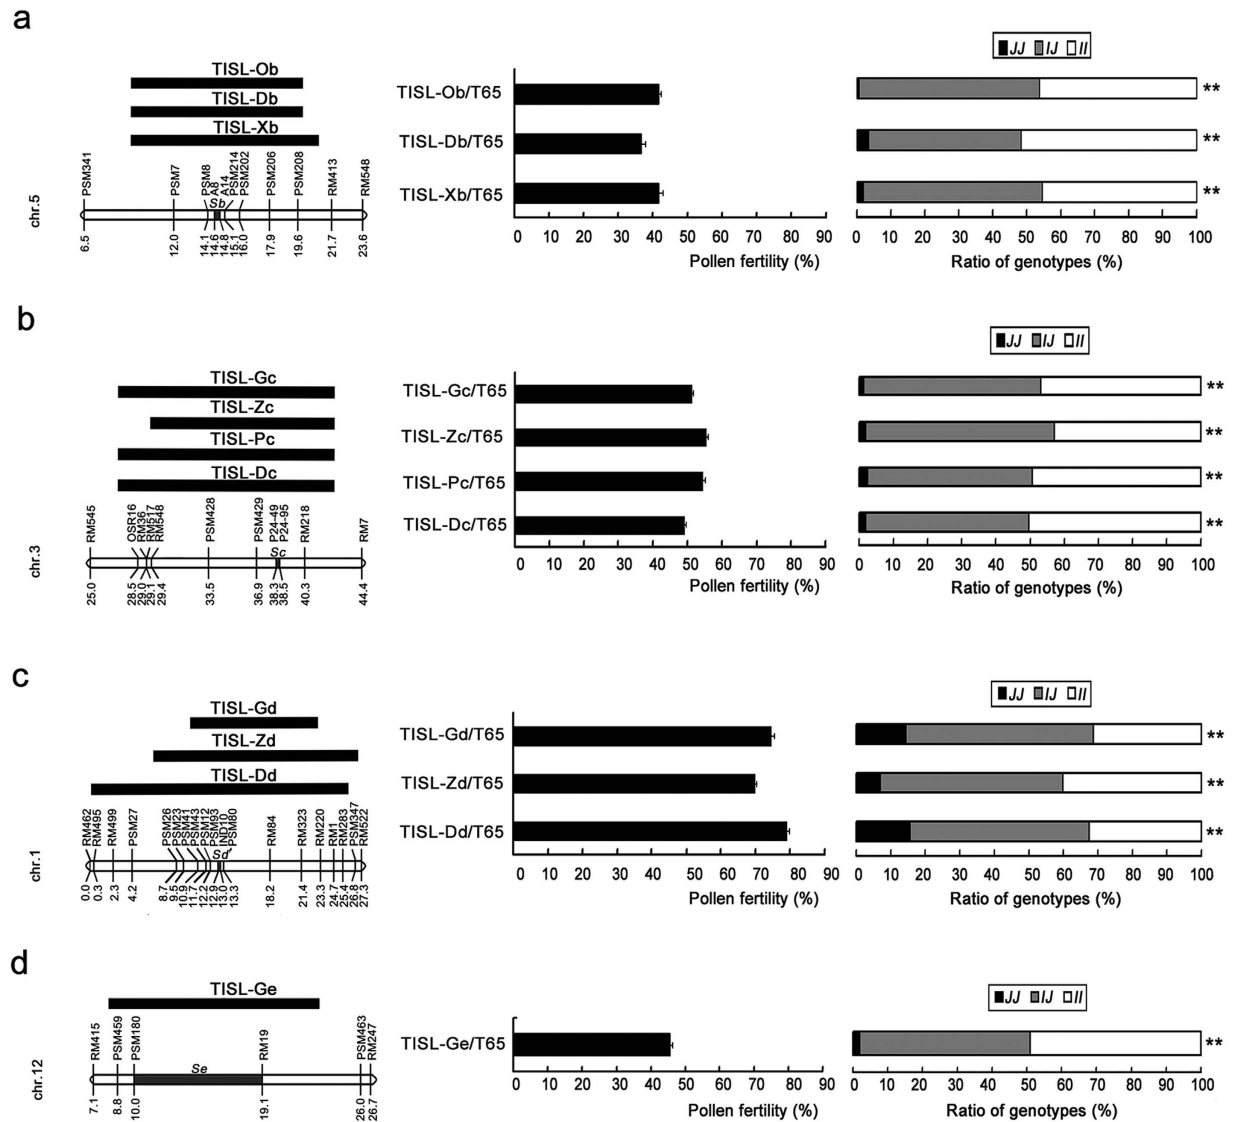 a
JJ IJ II
TISL-Ob
TISL-Db
TISL-Xb
PSM341 PSM7 PSM8 A8 A14 PSM214 PSM202 PSM206 PSM208 RM413 RM548
Sb
chr.5
6.5 12.0 14.1 14.6 14.8 15.1 16.0 17.9 19.6 21.7 23.6
TISL-Ob/T65
TISL-Db/T65
TISL-Xb/T65
0 10 20 30 40 50 60 70 80 90
Pollen fertility (%)
**
**
**
0 10 20 30 40 50 60 70 80 90 100
Ratio of genotypes (%)
b
JJ IJ II
TISL-Gc
TISL-Zc
TISL-Pc
TISL-Dc
RM545 OSR16 RM36 RM517 RM548 PSM428 PSM429 P24-49 P24-95 RM218 RM7
Sc
chr.3
25.0 28.5 29.0 29.1 29.4 33.5 36.9 38.3 38.5 40.3 44.4
TISL-Gc/T65
TISL-Zc/T65
TISL-Pc/T65
TISL-Dc/T65
0 10 20 30 40 50 60 70 80 90
Pollen fertility (%)
**
**
**
**
0 10 20 30 40 50 60 70 80 90 100
Ratio of genotypes (%)
c
JJ IJ II
TISL-Gd
TISL-Zd
TISL-Dd
RM462 RM495 RM499 PSM27 PSM26 PSM23 PSM41 PSM43 PSM12 PSM93 IND10 PSM80 RM84 RM323 RM220 RM1 RM283 PSM347 RM522
Sd
chr.1
0.0 0.3 2.3 4.2 8.7 9.5 10.9 11.7 12.2 12.9 13.0 13.3 18.2 21.4 23.3 24.7 25.4 26.8 27.3
TISL-Gd/T65
TISL-Zd/T65
TISL-Dd/T65
0 10 20 30 40 50 60 70 80 90
Pollen fertility (%)
**
**
**
0 10 20 30 40 50 60 70 80 90 100
Ratio of genotypes (%)
d
JJ IJ II
TISL-Ge
RM415 PSM459 PSM180 RM19 PSM463 RM247
Se
chr.12
7.1 8.8 10.0 19.1 26.0 26.7
TISL-Ge/T65
0 10 20 30 40 50 60 70 80 90
Pollen fertility (%)
**
0 10 20 30 40 50 60 70 80 90 100
Ratio of genotypes (%)